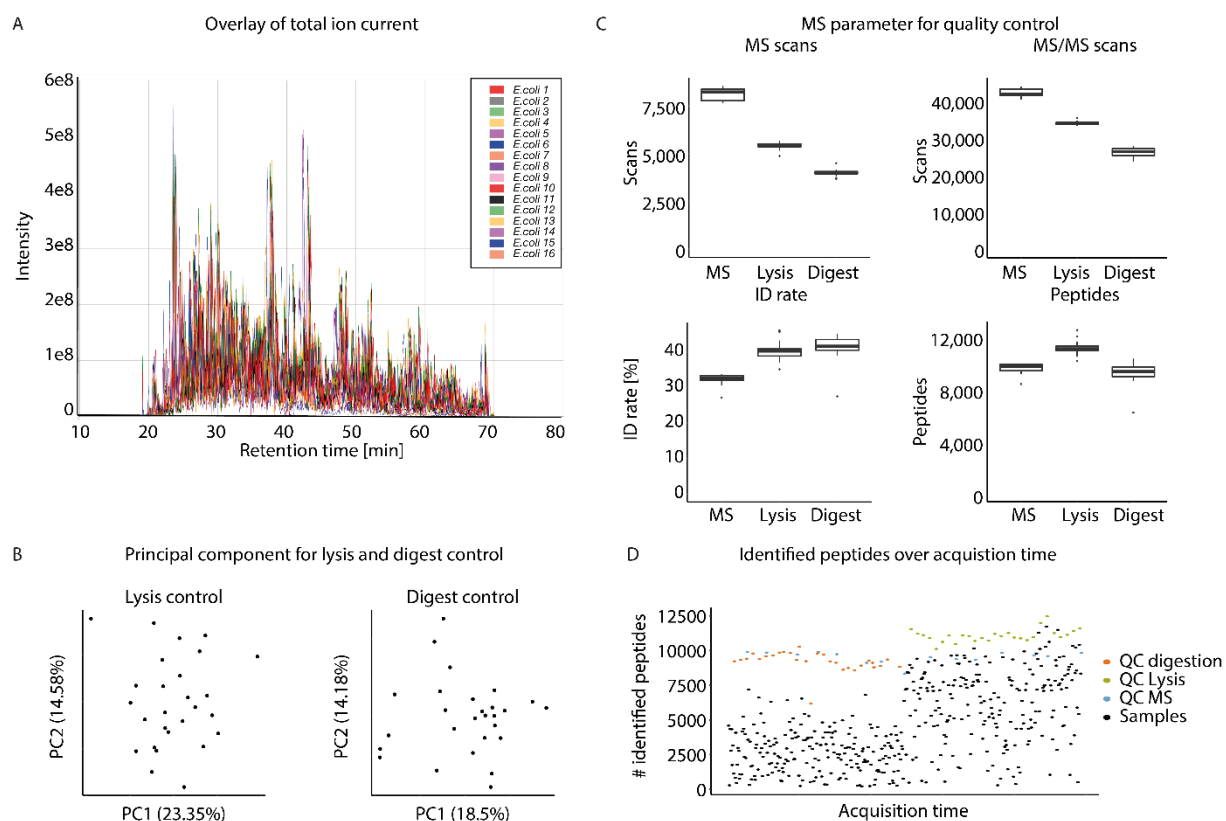 A
Overlay of total ion current
6e8
5e8
4e8
3e8
2e8
1e8
0
Intensity
10 20 30 40 50 60 70 80
Retention time [min]
E.coli 1
E.coli 2
E.coli 3
E.coli 4
E.coli 5
E.coli 6
E.coli 7
E.coli 8
E.coli 9
E.coli 10
E.coli 11
E.coli 12
E.coli 13
E.coli 14
E.coli 15
E.coli 16
C
MS parameter for quality control
MS scans
7,500
5,000
2,500
0
Scans
MS Lysis Digest
MS/MS scans
40,000
30,000
20,000
10,000
0
Scans
MS Lysis Digest
ID rate
40
30
20
10
0
ID rate [%]
MS Lysis Digest
Peptides
12,000
8,000
4,000
0
Peptides
MS Lysis Digest
B
Principal component for lysis and digest control
Lysis control
PC2 (14.58%)
PC1 (23.35%)
Digest control
PC2 (14.18%)
PC1 (18.5%)
D
Identified peptides over acquistion time
12500
10000
7500
5000
2500
0
# identified peptides
Acquisition time
QC digestion
QC Lysis
QC MS
Samples